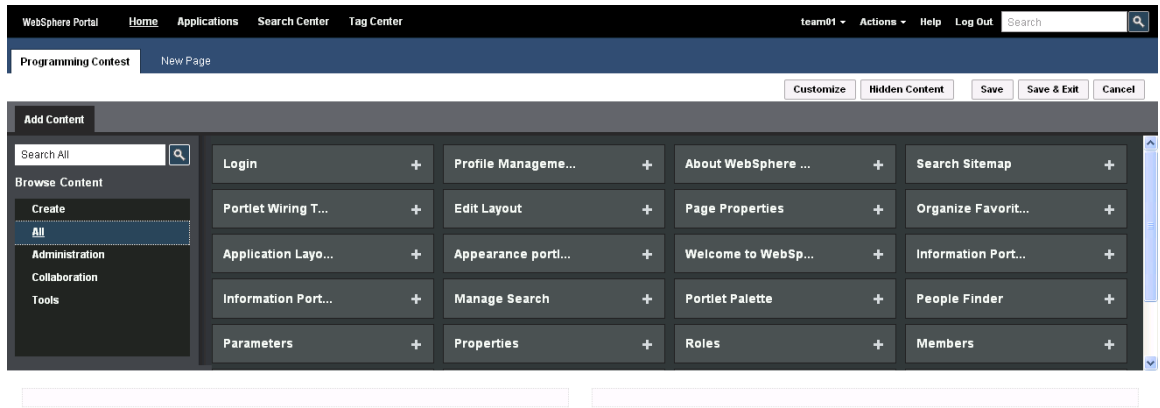 WebSphere Portal Home Applications Search Center Tag Center team01 Actions Help Log Out Search
Programming Contest New Page
Customize Hidden Content Save Save & Exit Cancel
Add Content
Search All
Browse Content
Create
All
Administration
Collaboration
Tools
Login + Profile Manageme... + About WebSphere ... + Search Sitemap +
Portlet Wiring T... + Edit Layout + Page Properties + Organize Favorit... +
Application Layo... + Appearance portl... + Welcome to WebSp... + Information Port... +
Information Port... + Manage Search + Portlet Palette + People Finder +
Parameters + Properties + Roles + Members +